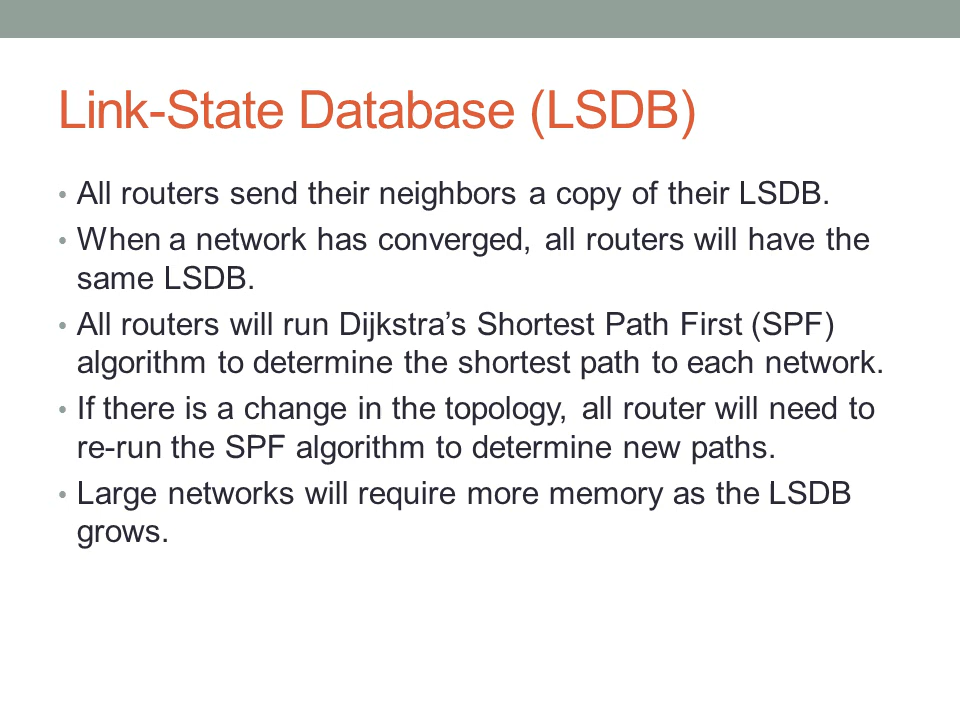 Link-State Database (LSDB)
• All routers send their neighbors a copy of their LSDB.
• When a network has converged, all routers will have the
same LSDB.
• All routers will run Dijkstra’s Shortest Path First (SPF)
algorithm to determine the shortest path to each network.
• If there is a change in the topology, all router will need to
re-run the SPF algorithm to determine new paths.
• Large networks will require more memory as the LSDB
grows.